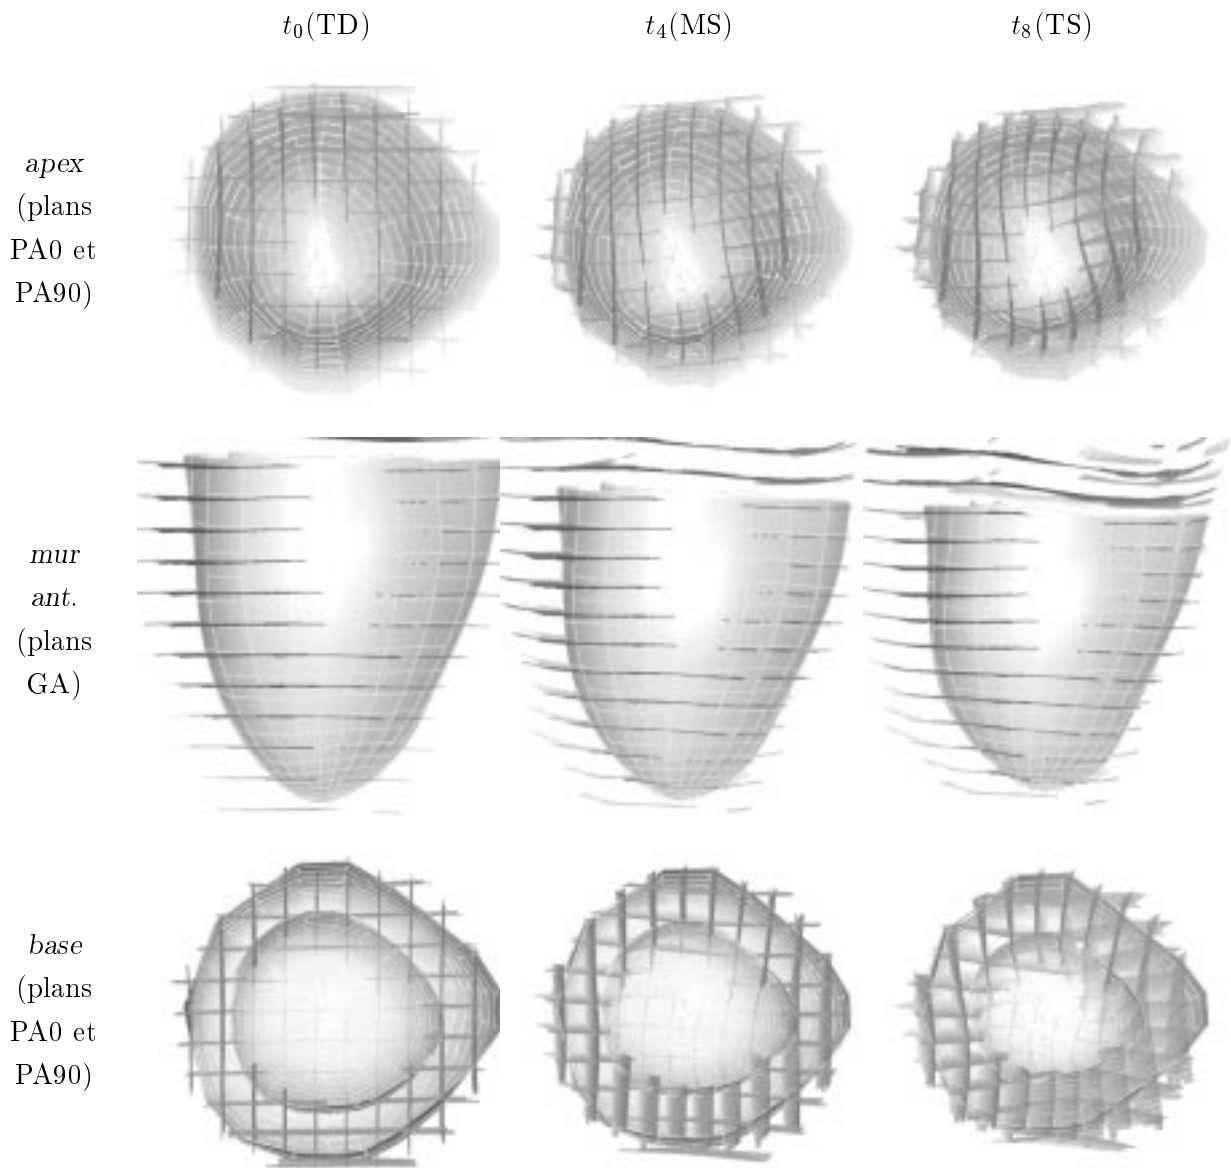 t₀(TD) t₄(MS) t₈(TS)
apex
(plans
PA0 et
PA90)
mur
ant.
(plans
GA)
base
(plans
PA0 et
PA90)